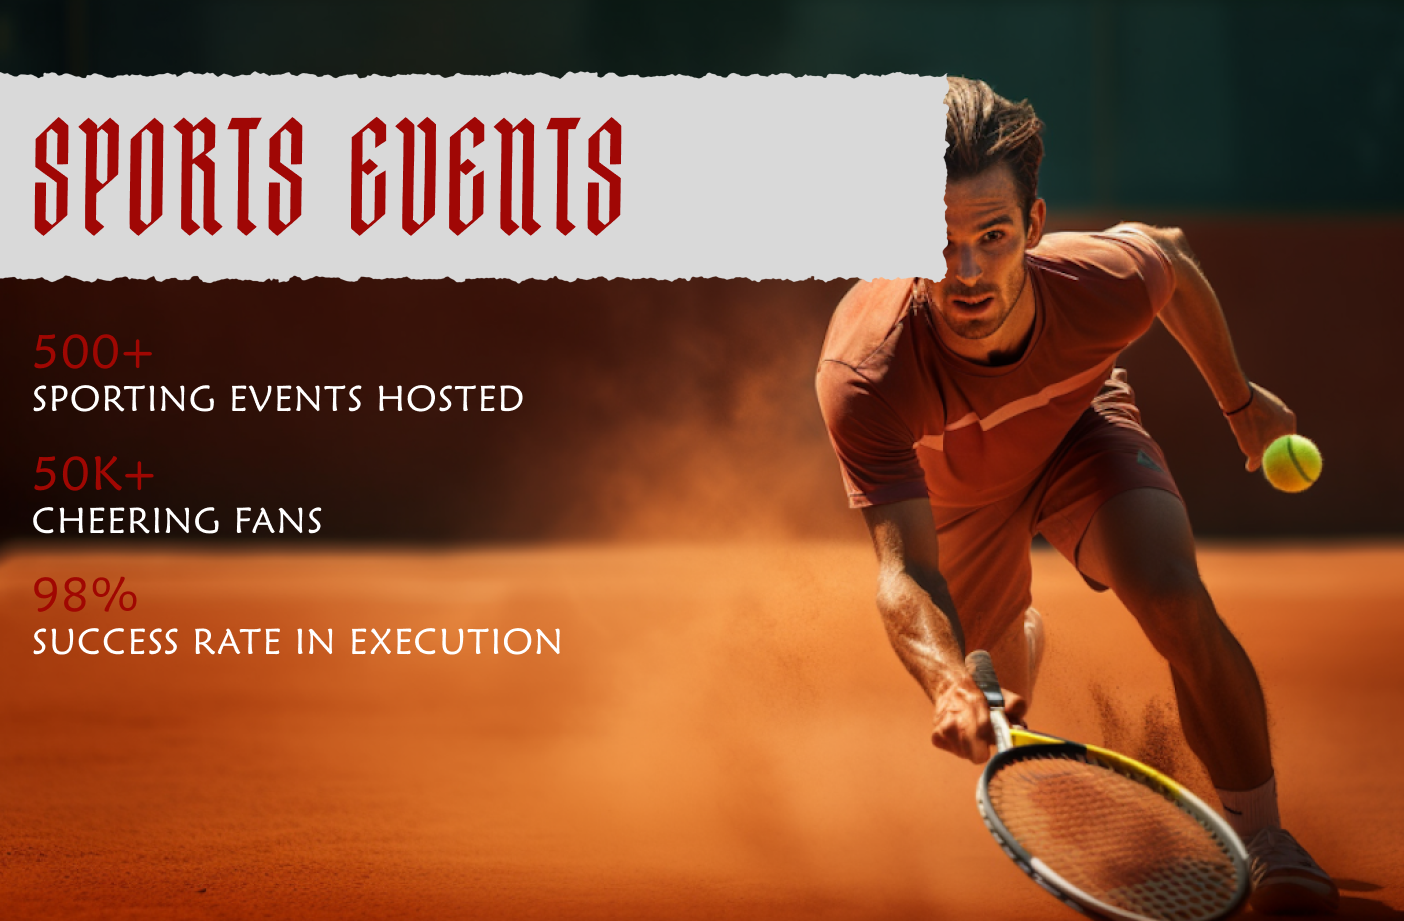 SPORTS EVENTS
500+
SPORTING EVENTS HOSTED
50K+
CHEERING FANS
98%
SUCCESS RATE IN EXECUTION